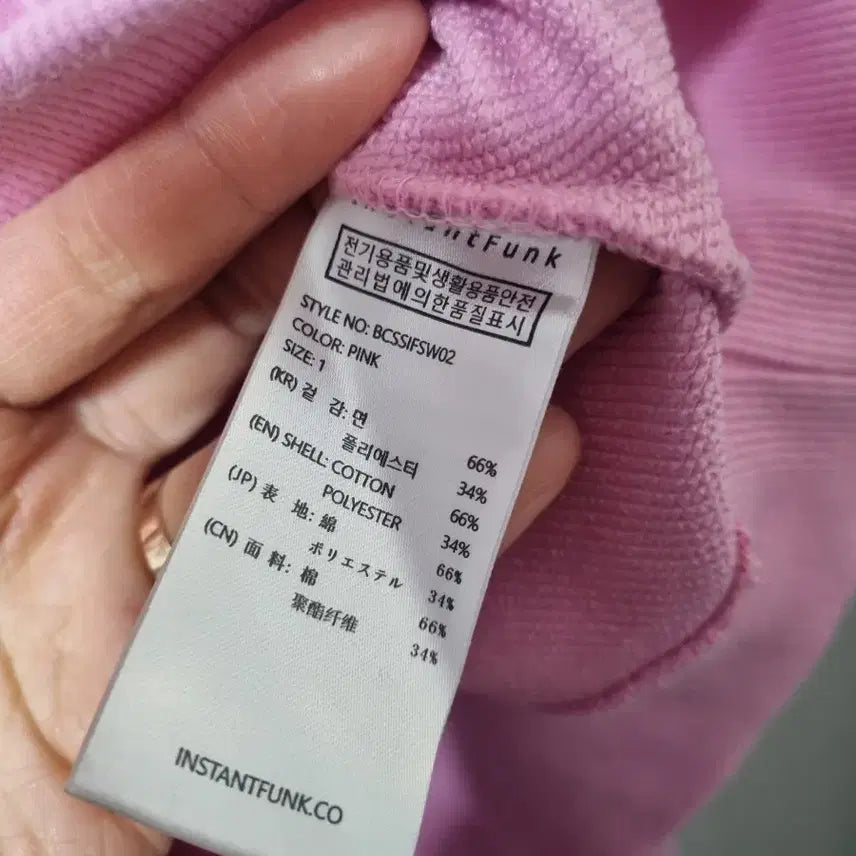 InstantFunk
전기용품및생활용품안전
관리법에의한품질표시
STYLE NO: BCSSIFSW02
COLOR: PINK
SIZE: 1
(KR) 겉 감: 면 66%
폴리에스터 34%
(EN) SHELL: COTTON 66%
POLYESTER 34%
(JP) 表 地: 綿 66%
ポリエステル 34%
(CN) 面 料: 棉 66%
聚酯纤维 34%
INSTANTFUNK.CO